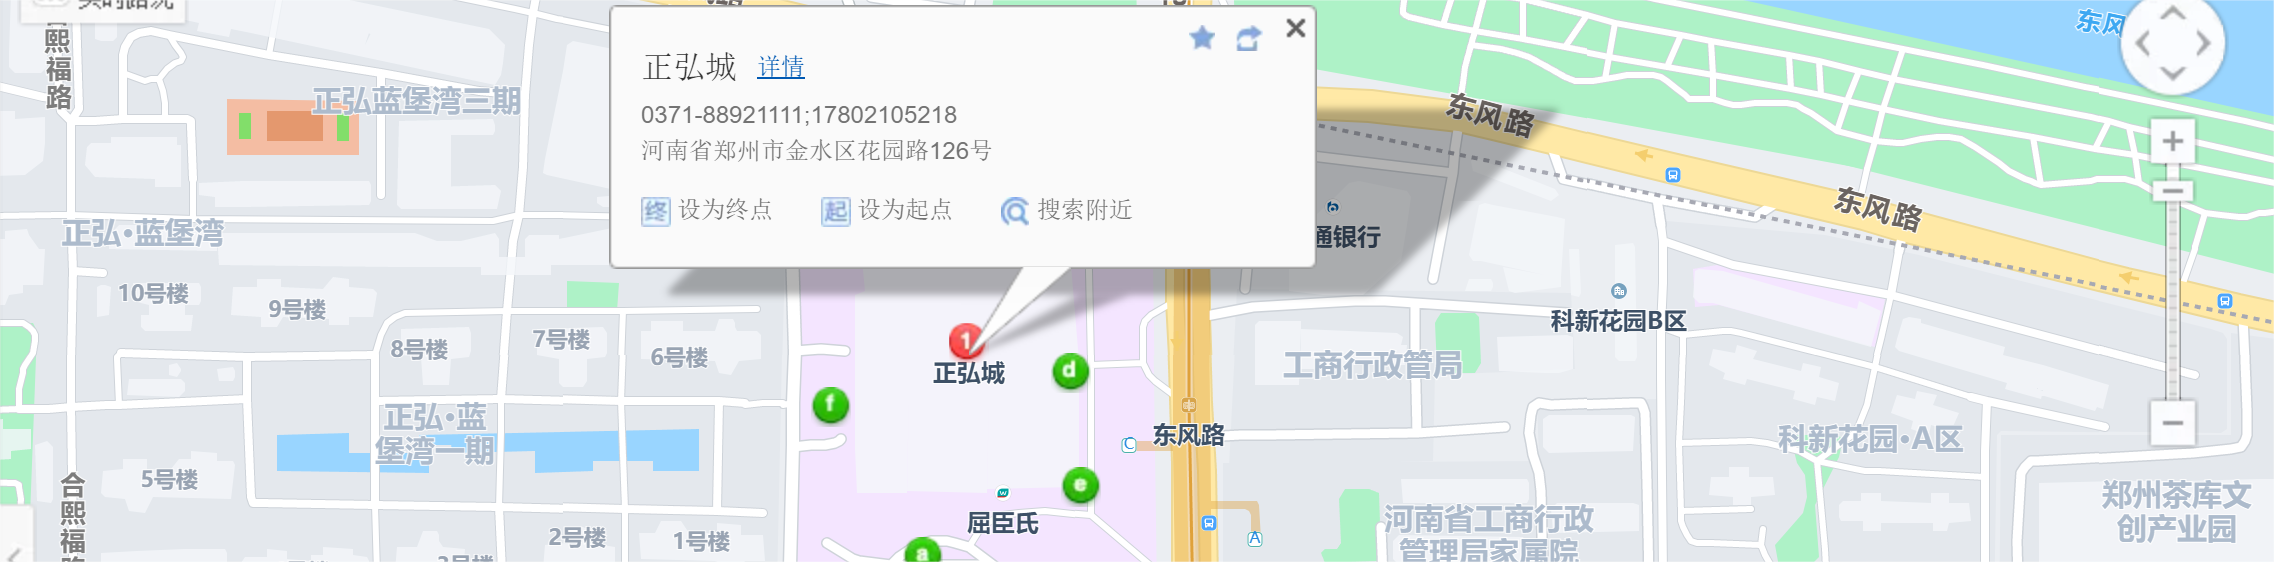 正弘城 详情
0371-88921111;17802105218
河南省郑州市金水区花园路126号
终 设为终点 起 设为起点 搜索附近
熙福路
正弘蓝堡湾三期
正弘·蓝堡湾
10号楼
9号楼
8号楼
7号楼
6号楼
正弘·蓝
堡湾一期
5号楼
合熙福
2号楼
1号楼
1
正弘城
d
f
e
a
屈臣氏
东风路
C
A
通银行
东风路
东风路
东风
科新花园B区
工商行政管局
科新花园·A区
河南省工商行政
管理局家属院
郑州茶库文
创产业园